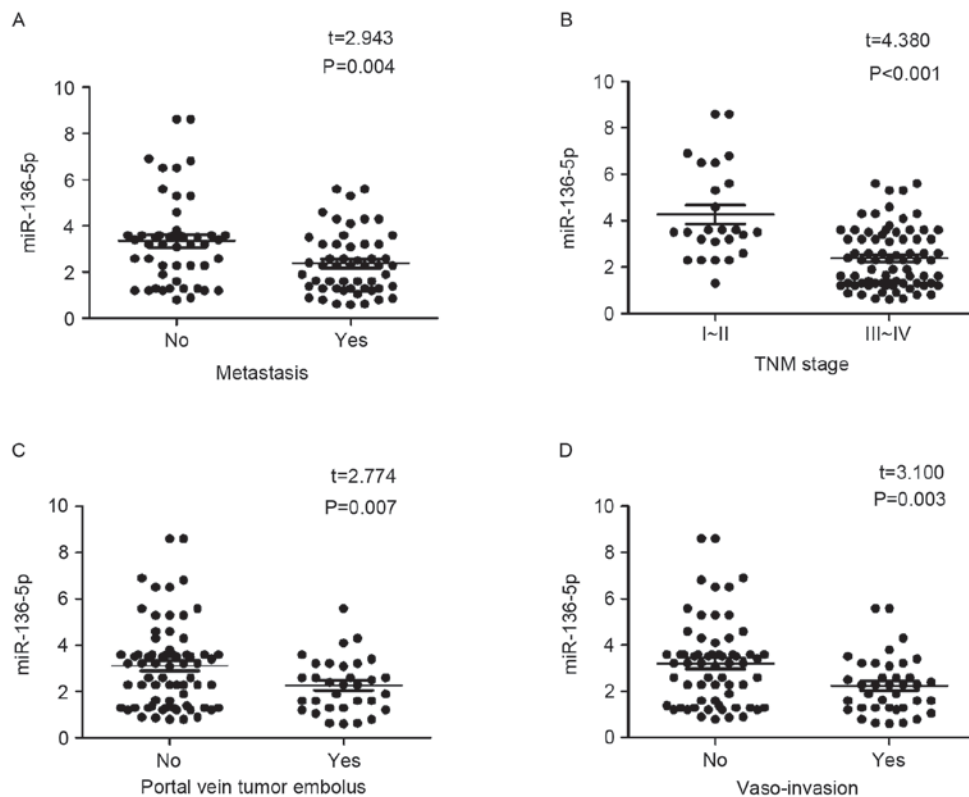 A
t=2.943
P=0.004
10
8
6
4
2
0
miR-136-5p
No
Yes
Metastasis
B
t=4.380
P<0.001
10
8
6
4
2
0
miR-136-5p
I~II
III~IV
TNM stage
C
t=2.774
P=0.007
10
8
6
4
2
0
miR-136-5p
No
Yes
Portal vein tumor embolus
D
t=3.100
P=0.003
10
8
6
4
2
0
miR-136-5p
No
Yes
Vaso-invasion